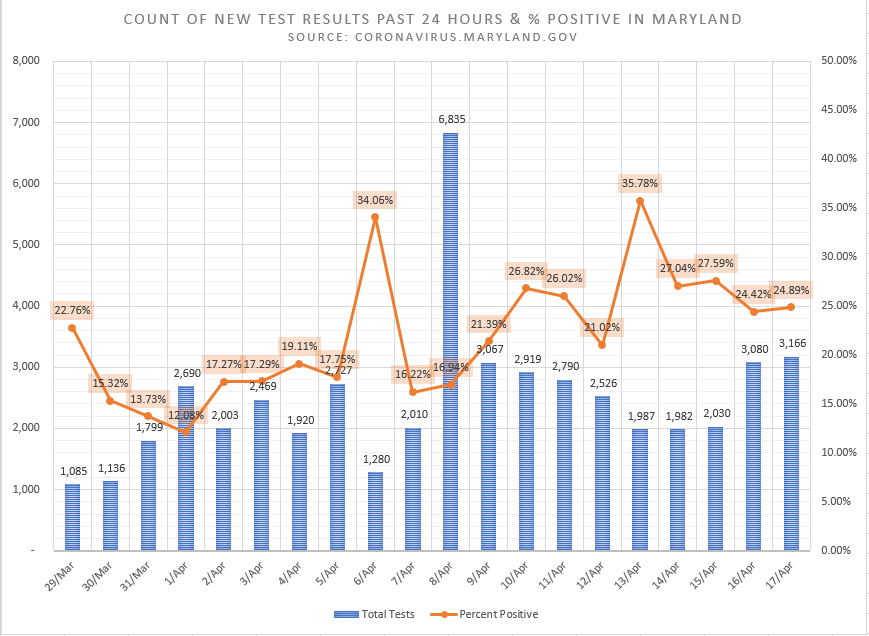 COUNT OF NEW TEST RESULTS PAST 24 HOURS & % POSITIVE IN MARYLAND
SOURCE: CORONAVIRUS.MARYLAND.GOV
8,000
7,000
6,000
5,000
4,000
3,000
2,000
1,000
-
50.00%
45.00%
40.00%
35.00%
30.00%
25.00%
20.00%
15.00%
10.00%
5.00%
0.00%
22.76%
15.32%
13.73%
12.08%
17.27%
17.29%
19.11%
17.75%
34.06%
16.22%
16.94%
21.39%
26.82%
26.02%
21.02%
35.78%
27.04%
27.59%
24.42%
24.89%
1,085
1,136
1,799
2,690
2,003
2,469
1,920
2,727
1,280
2,010
6,835
3,067
2,919
2,790
2,526
1,987
1,982
2,030
3,080
3,166
29/Mar
30/Mar
31/Mar
1/Apr
2/Apr
3/Apr
4/Apr
5/Apr
6/Apr
7/Apr
8/Apr
9/Apr
10/Apr
11/Apr
12/Apr
13/Apr
14/Apr
15/Apr
16/Apr
17/Apr
Total Tests
Percent Positive